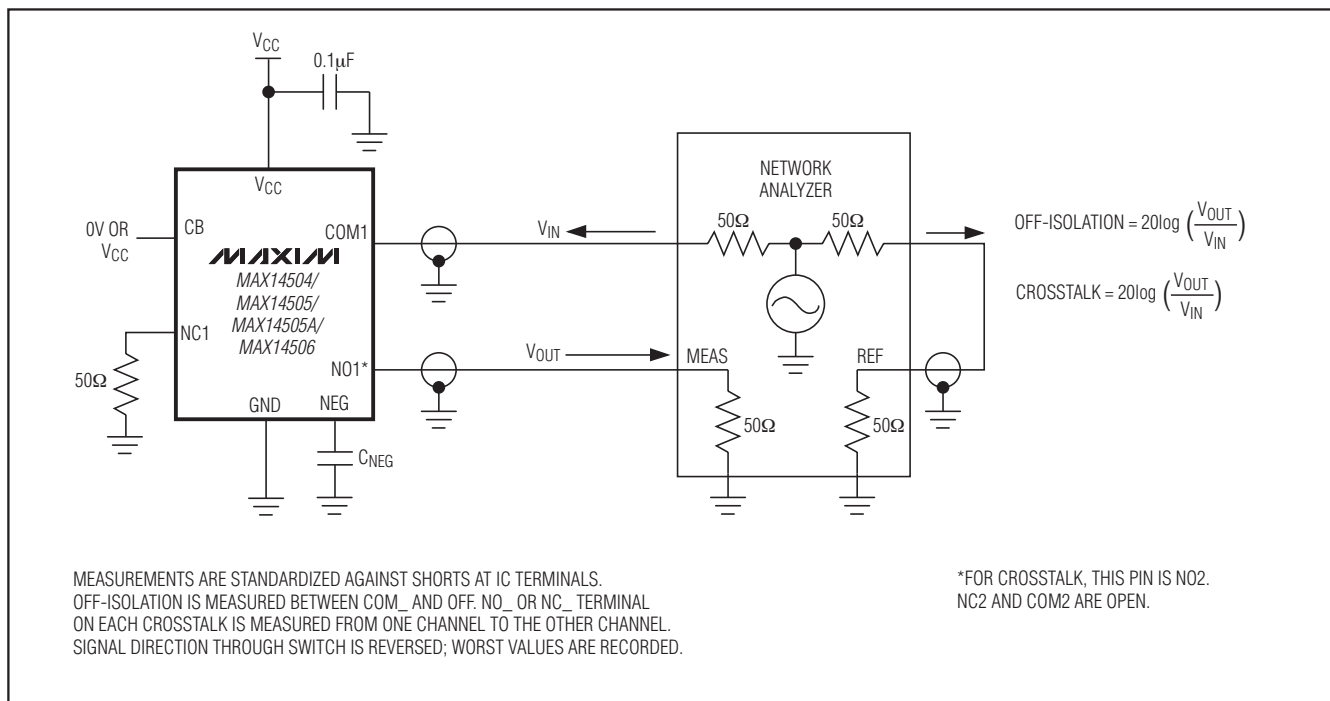 VCC
0.1µF
VCC
0V OR
VCC
CB
COM1
MAXIM
MAX14504/
MAX14505/
MAX14505A/
MAX14506
NC1
NO1*
50Ω
GND
NEG
CNEG
VIN
VOUT
NETWORK
ANALYZER
50Ω
50Ω
MEAS
REF
50Ω
50Ω
OFF-ISOLATION = 20log (VOUT/VIN)
CROSSTALK = 20log (VOUT/VIN)
MEASUREMENTS ARE STANDARDIZED AGAINST SHORTS AT IC TERMINALS.
OFF-ISOLATION IS MEASURED BETWEEN COM_ AND OFF. NO_ OR NC_ TERMINAL
ON EACH CROSSTALK IS MEASURED FROM ONE CHANNEL TO THE OTHER CHANNEL.
SIGNAL DIRECTION THROUGH SWITCH IS REVERSED; WORST VALUES ARE RECORDED.
*FOR CROSSTALK, THIS PIN IS NO2.
NC2 AND COM2 ARE OPEN.